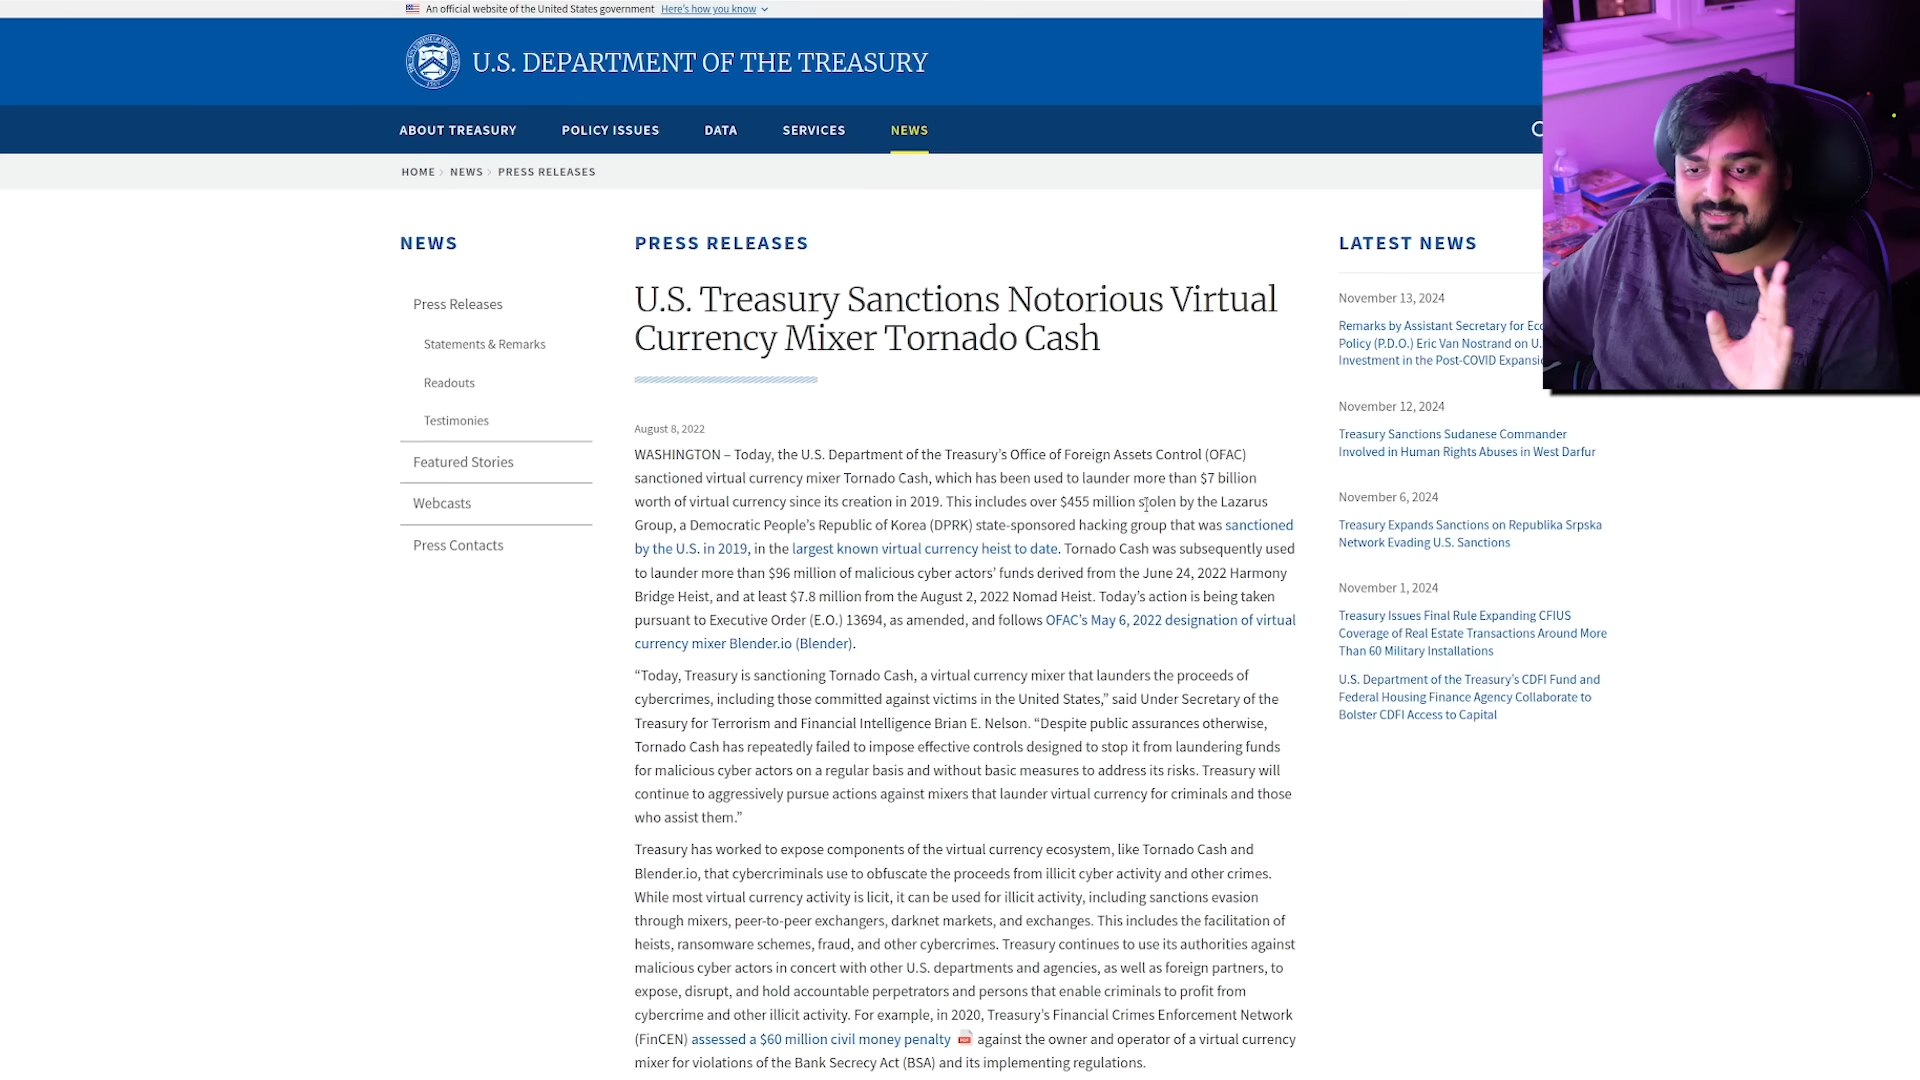 An official website of the United States government Here's how you know
U.S. DEPARTMENT OF THE TREASURY
ABOUT TREASURY POLICY ISSUES DATA SERVICES NEWS
HOME NEWS PRESS RELEASES
NEWS
Press Releases
Statements & Remarks
Readouts
Testimonies
Featured Stories
Webcasts
Press Contacts
PRESS RELEASES
U.S. Treasury Sanctions Notorious Virtual
Currency Mixer Tornado Cash
August 8, 2022
WASHINGTON – Today, the U.S. Department of the Treasury’s Office of Foreign Assets Control (OFAC)
sanctioned virtual currency mixer Tornado Cash, which has been used to launder more than $7 billion
worth of virtual currency since its creation in 2019. This includes over $455 million stolen by the Lazarus
Group, a Democratic People’s Republic of Korea (DPRK) state-sponsored hacking group that was sanctioned
by the U.S. in 2019, in the largest known virtual currency heist to date. Tornado Cash was subsequently used
to launder more than $96 million of malicious cyber actors’ funds derived from the June 24, 2022 Harmony
Bridge Heist, and at least $7.8 million from the August 2, 2022 Nomad Heist. Today’s action is being taken
pursuant to Executive Order (E.O.) 13694, as amended, and follows OFAC’s May 6, 2022 designation of virtual
currency mixer Blender.io (Blender).
“Today, Treasury is sanctioning Tornado Cash, a virtual currency mixer that launders the proceeds of
cybercrimes, including those committed against victims in the United States,” said Under Secretary of the
Treasury for Terrorism and Financial Intelligence Brian E. Nelson. “Despite public assurances otherwise,
Tornado Cash has repeatedly failed to impose effective controls designed to stop it from laundering funds
for malicious cyber actors on a regular basis and without basic measures to address its risks. Treasury will
continue to aggressively pursue actions against mixers that launder virtual currency for criminals and those
who assist them.”
Treasury has worked to expose components of the virtual currency ecosystem, like Tornado Cash and
Blender.io, that cybercriminals use to obfuscate the proceeds from illicit cyber activity and other crimes.
While most virtual currency activity is licit, it can be used for illicit activity, including sanctions evasion
through mixers, peer-to-peer exchangers, darknet markets, and exchanges. This includes the facilitation of
heists, ransomware schemes, fraud, and other cybercrimes. Treasury continues to use its authorities against
malicious cyber actors in concert with other U.S. departments and agencies, as well as foreign partners, to
expose, disrupt, and hold accountable perpetrators and persons that enable criminals to profit from
cybercrime and other illicit activity. For example, in 2020, Treasury’s Financial Crimes Enforcement Network
(FinCEN) assessed a $60 million civil money penalty against the owner and operator of a virtual currency
mixer for violations of the Bank Secrecy Act (BSA) and its implementing regulations.
LATEST NEWS
November 13, 2024
Remarks by Assistant Secretary for
Policy (P.D.O.) Eric Van Nostrand on
Investment in the Post-COVID
November 12, 2024
Treasury Sanctions Sudanese Commander
Involved in Human Rights Abuses in West Darfur
November 6, 2024
Treasury Expands Sanctions on Republika Srpska
Network Evading U.S. Sanctions
November 1, 2024
Treasury Issues Final Rule Expanding CFIUS
Coverage of Real Estate Transactions Around More
Than 60 Military Installations
U.S. Department of the Treasury’s CDFI Fund and
Federal Housing Finance Agency Collaborate to
Bolster CDFI Access to Capital